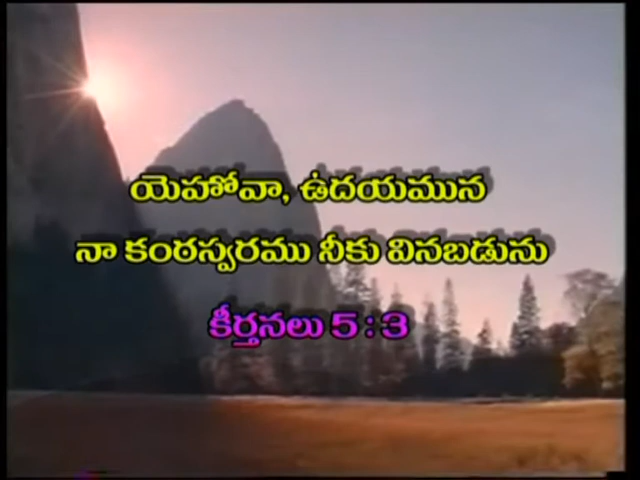 యెహోవా, ఉదయమున
నా కంఠస్వరము నీకు వినబడును
కీర్తనలు 5 : 3